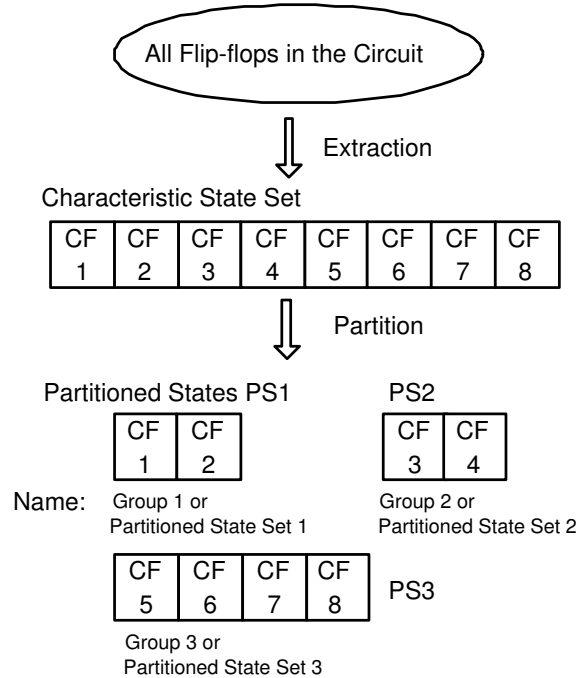 All Flip-flops in the Circuit
Extraction
Characteristic State Set
CF CF CF CF CF CF CF CF
1 2 3 4 5 6 7 8
Partition
Partitioned States PS1 PS2
CF CF CF CF
1 2 3 4
Name: Group 1 or Group 2 or
Partitioned State Set 1 Partitioned State Set 2
CF CF CF CF
PS3
5 6 7 8
Group 3 or
Partitioned State Set 3